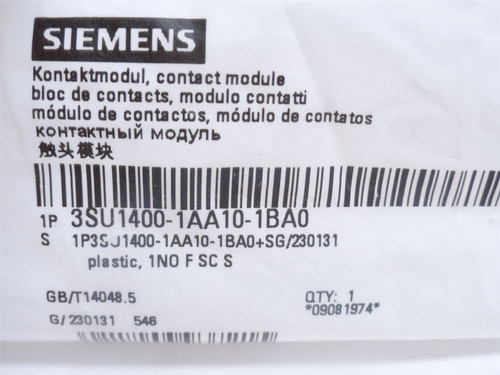 SIEMENS
Kontaktmodul, contact module
bloc de contacts, modulo contatti
módulo de contactos, módulo de contatos
контактный модуль
触头模块
1P 3SU1400-1AA10-1BA0
S 1P3SU1400-1AA10-1BA0+SG/230131
plastic, 1NO F SC S
GB/T14048.5 QTY: 1
*09081974*
G/230131 546